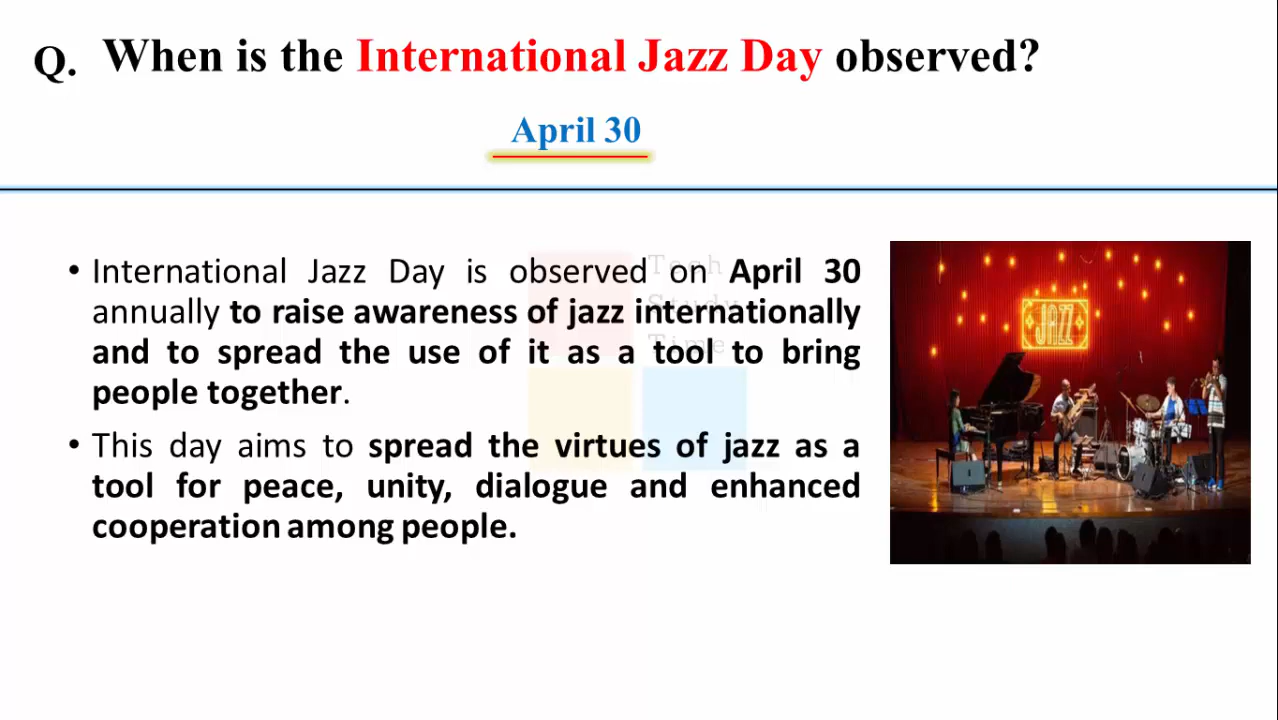 Q. When is the International Jazz Day observed?
April 30
• International Jazz Day is observed on April 30
annually to raise awareness of jazz internationally
and to spread the use of it as a tool to bring
people together.
• This day aims to spread the virtues of jazz as a
tool for peace, unity, dialogue and enhanced
cooperation among people.
Tech
Study
Time
JAZZ